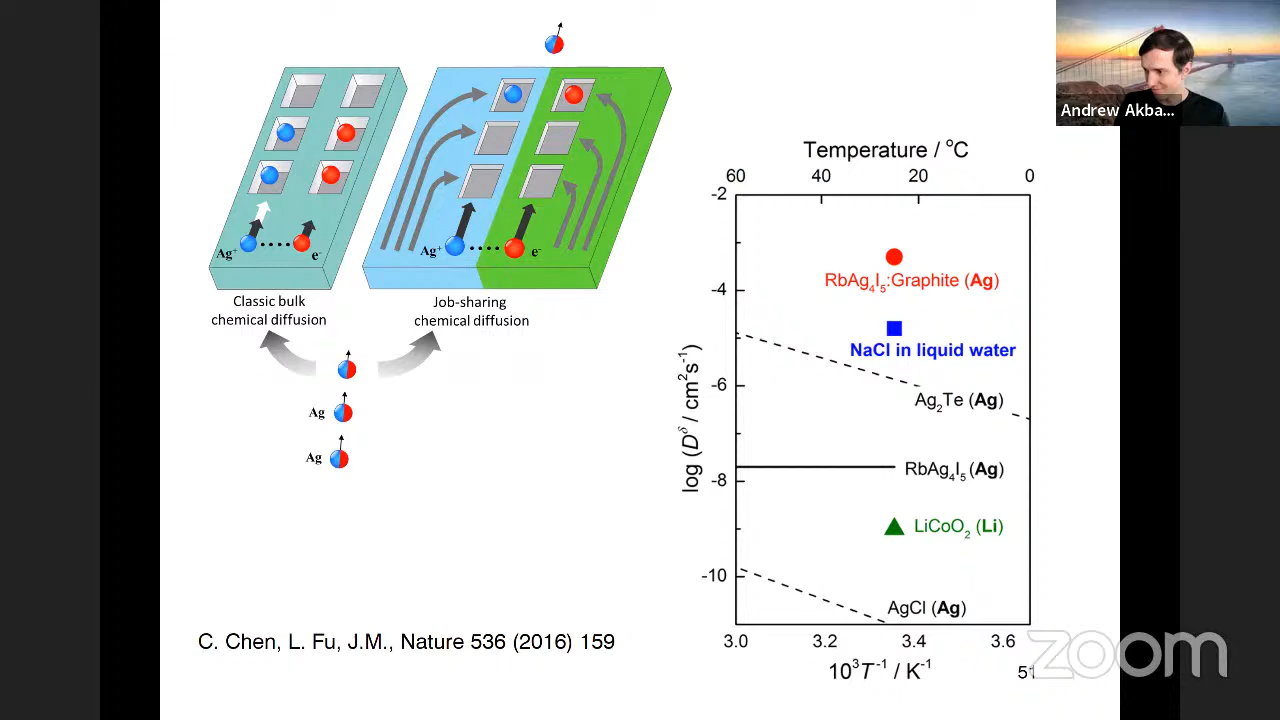 Andrew Akba...
Ag⁺
e⁻
Ag⁺
e⁻
Classic bulk
chemical diffusion
Job-sharing
chemical diffusion
Ag
Ag
C. Chen, L. Fu, J.M., Nature 536 (2016) 159
Temperature / °C
60 40 20 0
-2
-4
-6
-8
-10
log (Dᵟ / cm²s⁻¹)
RbAg₄I₅:Graphite (Ag)
NaCl in liquid water
Ag₂Te (Ag)
RbAg₄I₅ (Ag)
LiCoO₂ (Li)
AgCl (Ag)
3.0 3.2 3.4 3.6
10³T⁻¹ / K⁻¹
51
zoom